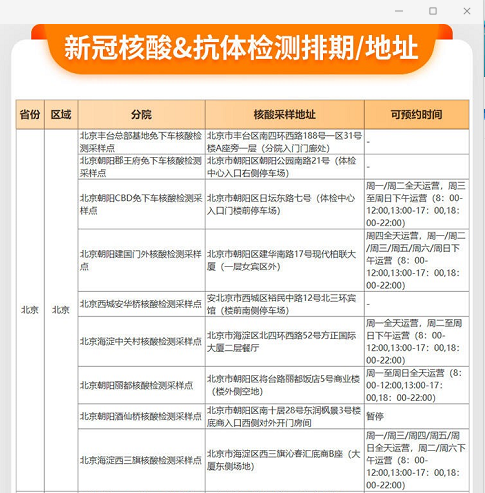 新冠核酸&抗体检测排期/地址
省份 区域 分院 核酸采样地址 可预约时间
北京 北京
北京丰台总部基地免下车核酸检
测采样点
北京市丰台区南四环西路188号一区31号
楼A座旁一层（分院入门门廊处）
-
北京朝阳郡王府免下车核酸检测
采样点
北京市朝阳区朝阳公园南路21号（体检
中心入口右侧停车场）
-
北京朝阳CBD免下车核酸检测采
样点
北京市朝阳区日坛东路七号（体检中心
入口门楼前停车场）
周一/周二全天运营，周三
至周日下午运营（8：00-
12:00,13:00-17：00,18：
00-22:00）
北京朝阳建国门外核酸检测采样
点
北京市朝阳区建华南路17号现代柏联大
厦（一层女宾区外）
周四全天运营，周一/周二
/周三/周五/周六/周日下
午运营（8：00-
12:00,13:00-17：00,18：
00-22:00）
北京西城安华桥核酸检测采样点
安北京市西城区裕民中路12号北三环宾
馆（楼前南侧停车场）
-
北京海淀中关村核酸检测采样点
北京市海淀区北四环西路52号方正国际
大厦二层餐厅
周一全天运营，周二至周
日下午运营（8：00-
12:00,13:00-17：00,18：
00-22:00）
北京朝阳丽都核酸检测采样点
北京市朝阳区将台路丽都饭店5号商业楼
（楼外侧空地）
周一至周日全天运营（8：
00-12:00,13:00-17：
00,18：00-22:00）
北京朝阳酒仙桥核酸检测采样点
北京市朝阳区南十居28号东润枫景3号楼
底商入口西侧对外开门房间
暂停
北京海淀西三旗核酸检测采样点
北京市海淀区西三旗沁春汇底商B座（大
厦东侧场地）
周一/周三/周四/周五/周
日全天运营，周二/周六下
午运营（8：00-
12:00,13:00-17：00,18：
00-22:00）